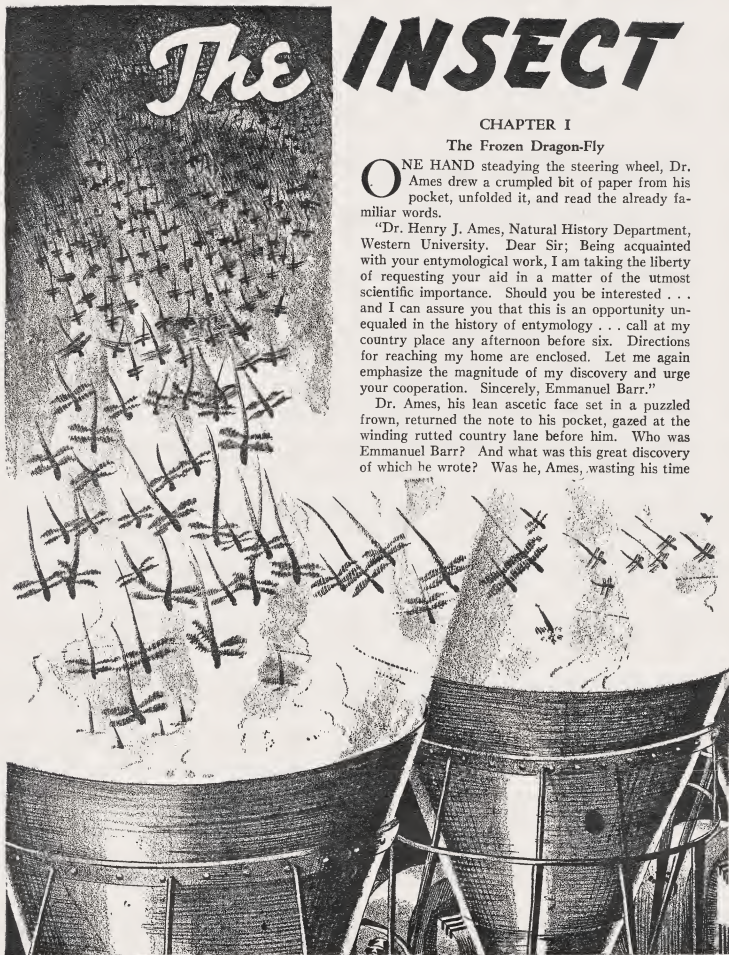 The INSECT
CHAPTER I
The Frozen Dragon-Fly
ONE HAND steadying the steering wheel, Dr.
Ames drew a crumpled bit of paper from his
pocket, unfolded it, and read the already fa-
miliar words.
"Dr. Henry J. Ames, Natural History Department,
Western University. Dear Sir; Being acquainted
with your entymological work, I am taking the liberty
of requesting your aid in a matter of the utmost
scientific importance. Should you be interested . . .
and I can assure you that this is an opportunity un-
equaled in the history of entymology . . . call at my
country place any afternoon before six. Directions
for reaching my home are enclosed. Let me again
emphasize the magnitude of my discovery and urge
your cooperation. Sincerely, Emmanuel Barr."
Dr. Ames, his lean ascetic face set in a puzzled
frown, returned the note to his pocket, gazed at the
winding rutted country lane before him. Who was
Emmanuel Barr? And what was this great discovery
of which he wrote? Was he, Ames, wasting his time